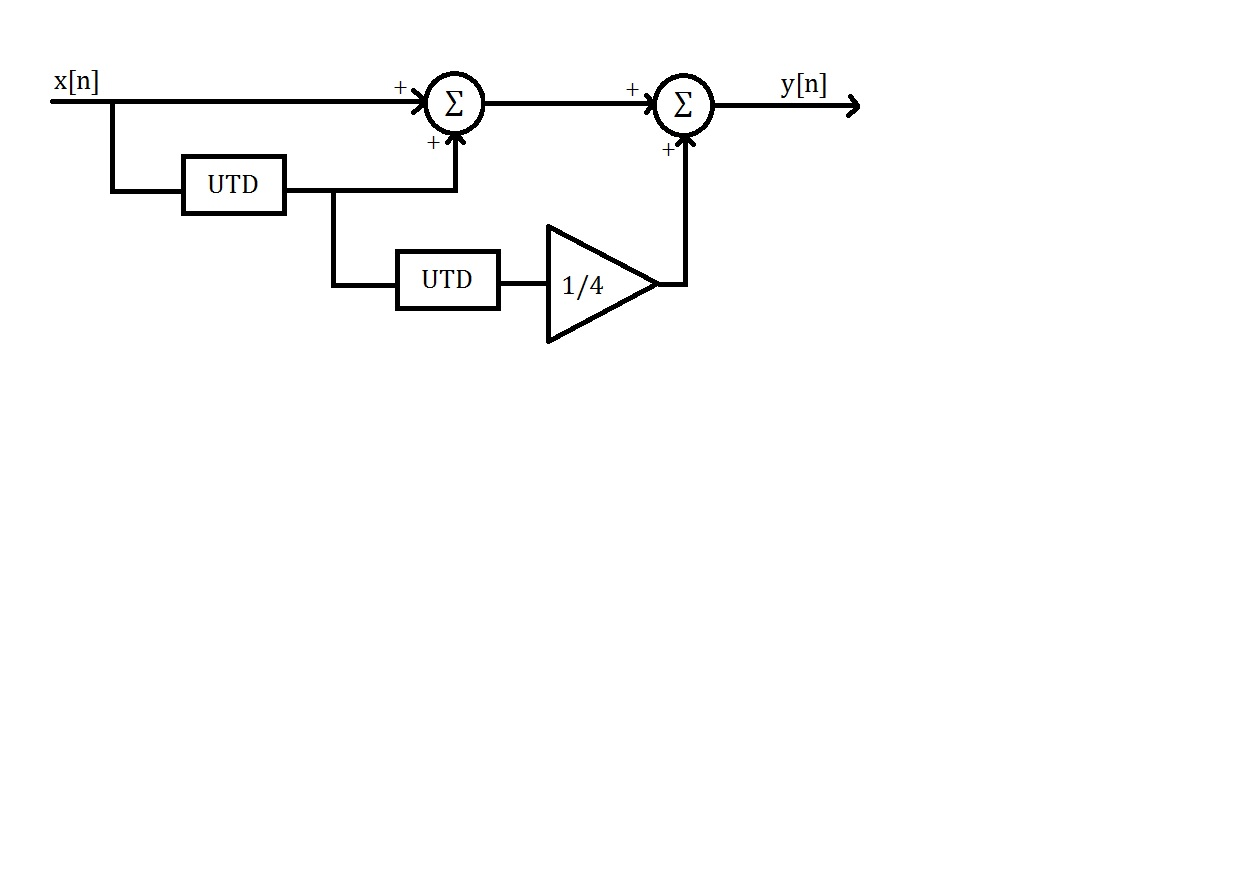 x[n]
+
Σ
+
+
Σ
+
y[n]
UTD
UTD
1/4